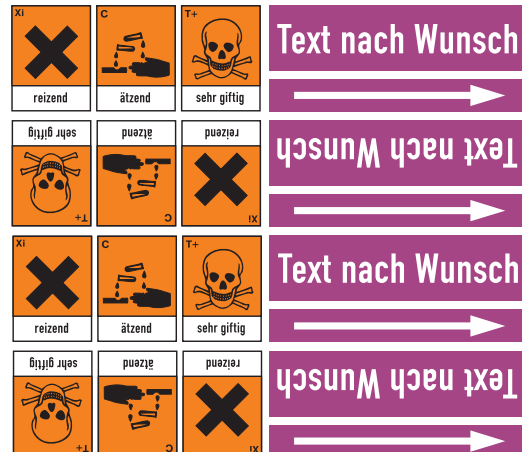 Xi C T+ Text nach Wunsch
reizend ätzend sehr giftig
sehr giftig ätzend reizend Text nach Wunsch
T+ C Xi
Xi C T+ Text nach Wunsch
reizend ätzend sehr giftig
sehr giftig ätzend reizend Text nach Wunsch
T+ C Xi